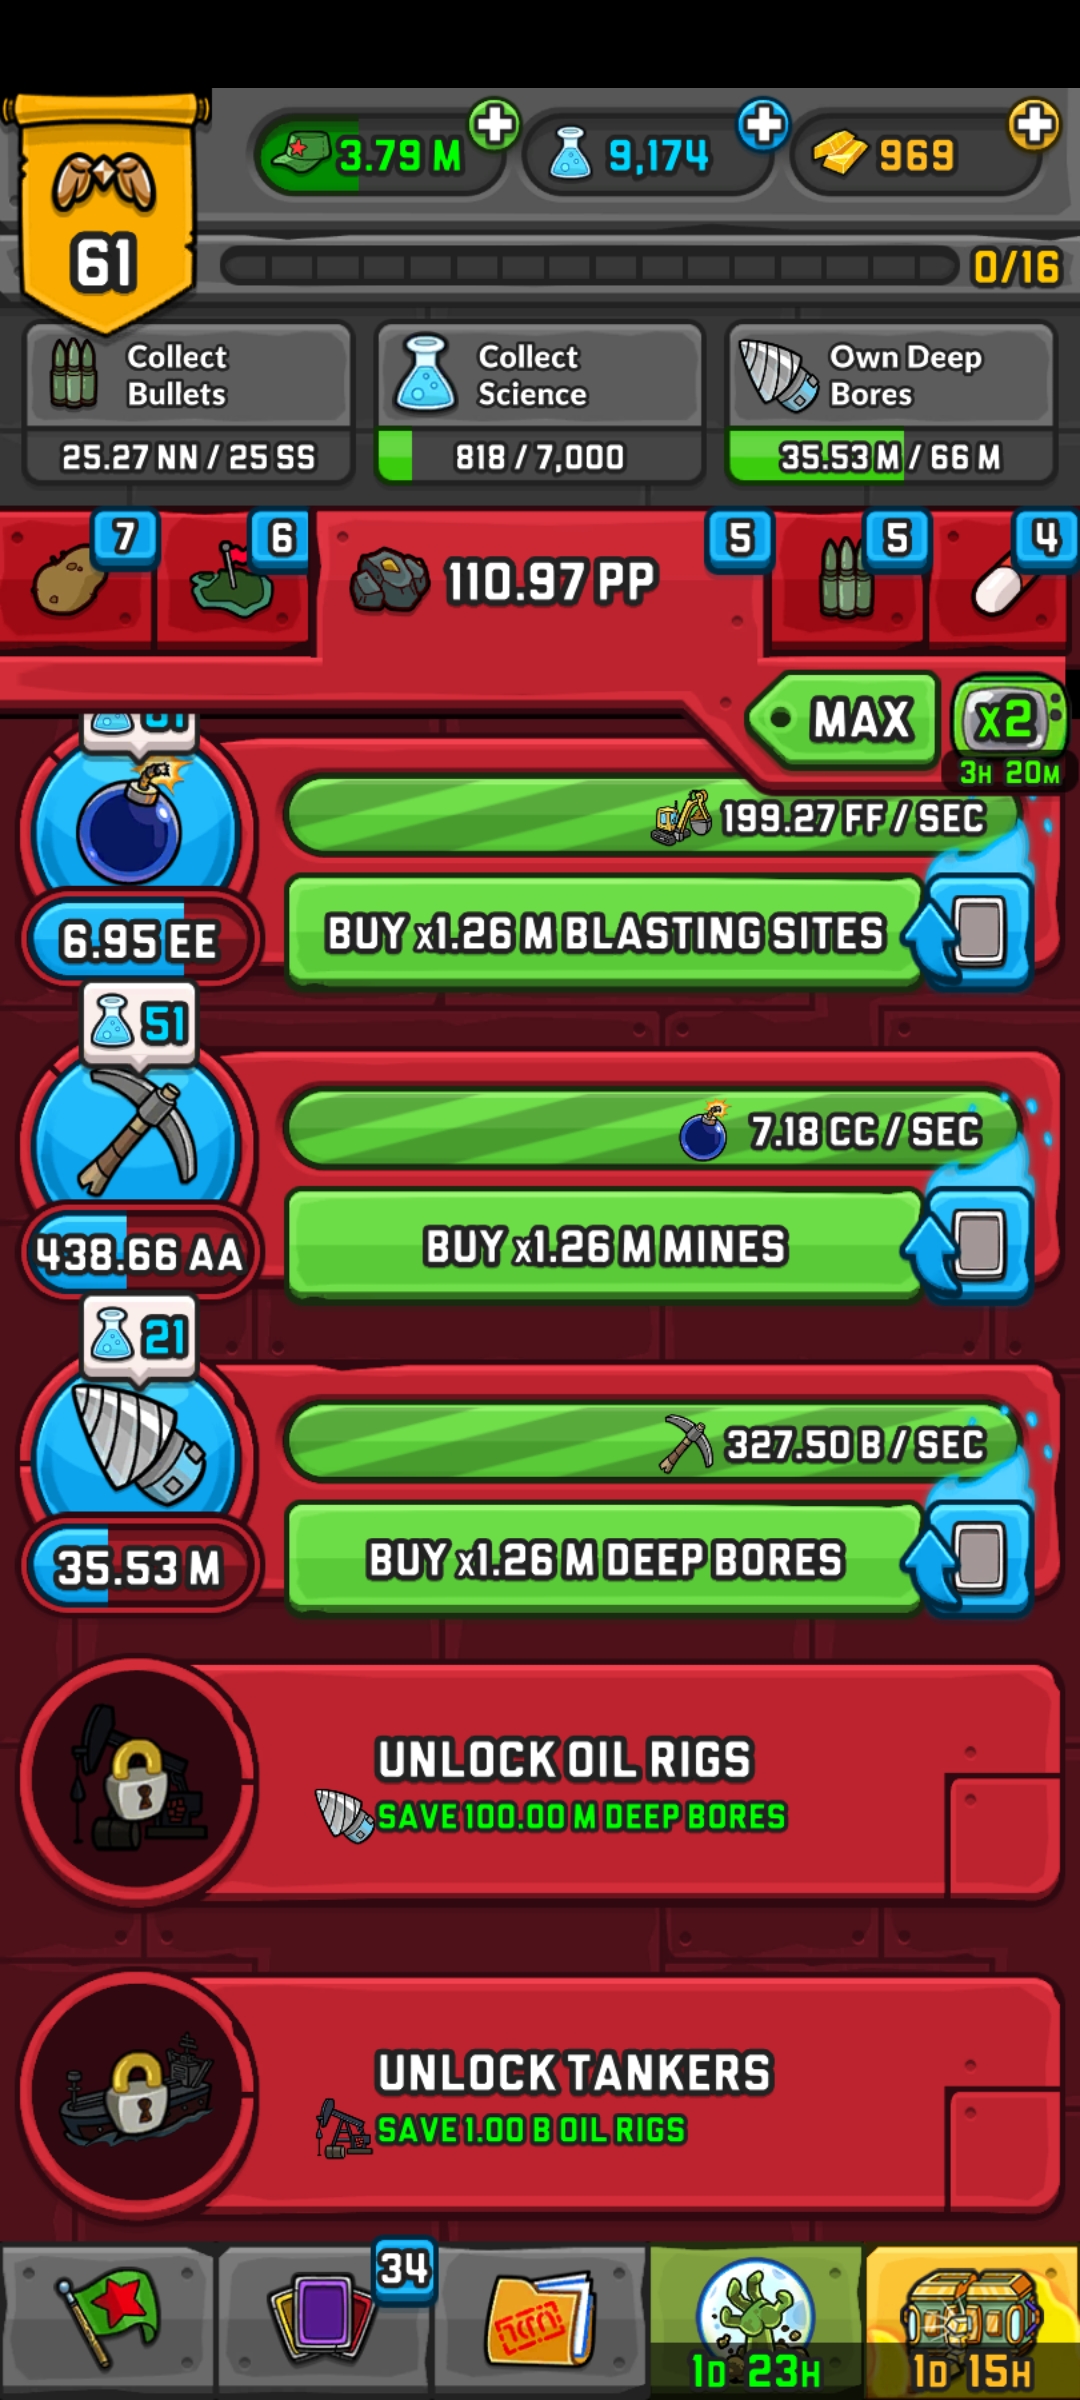 3.79 M
9,174
969
61
0/16
Collect
Bullets
25.27 NN / 25 SS
Collect
Science
818 / 7,000
Own Deep
Bores
35.53 M / 66 M
7
6
110.97 PP
5
5
4
MAX
x2
3H 20M
199.27 FF / SEC
6.95 EE
BUY x1.26 M BLASTING SITES
51
7.18 CC / SEC
438.66 AA
BUY x1.26 M MINES
21
327.50 B / SEC
35.53 M
BUY x1.26 M DEEP BORES
UNLOCK OIL RIGS
SAVE 100.00 M DEEP BORES
UNLOCK TANKERS
SAVE 1.00 B OIL RIGS
34
1D 23H
1D 15H